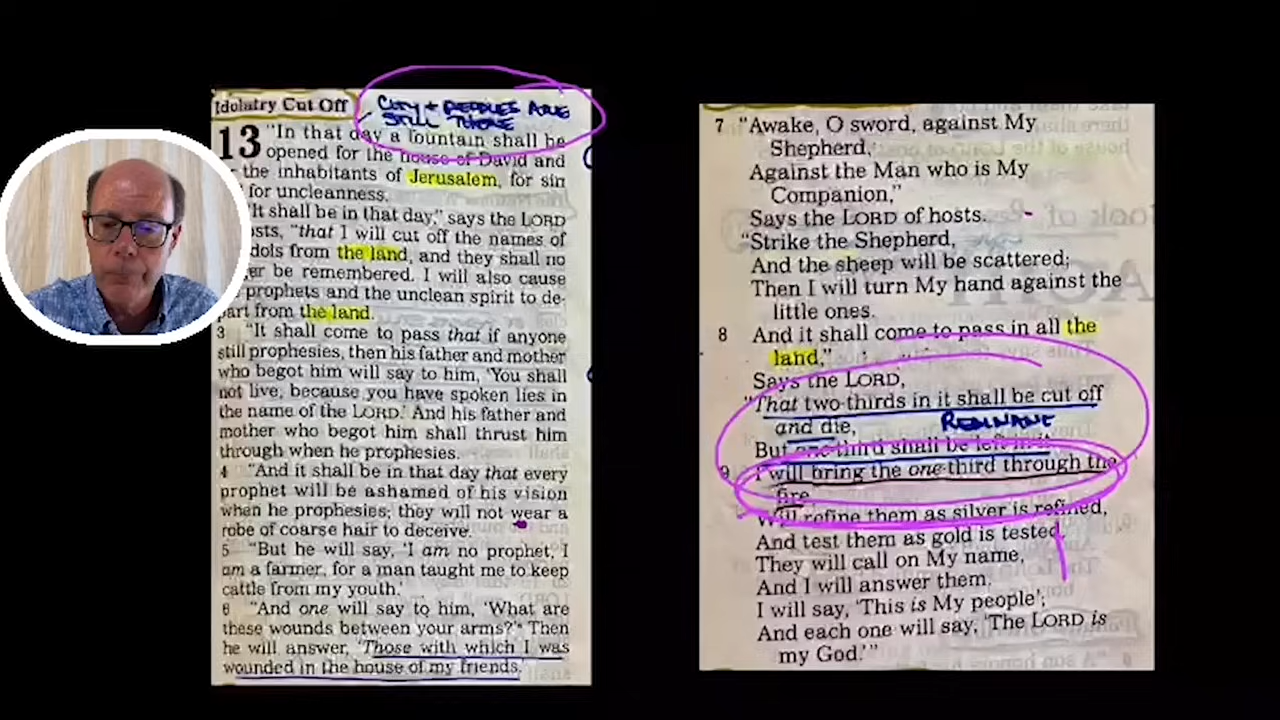 Idolatry Cut Off
CITY + PEOPLES ARE
STILL THERE
13 "In that day a fountain shall be
opened for the house of David and
the inhabitants of Jerusalem, for sin
for uncleanness.
"It shall be in that day," says the LORD
sts, "that I will cut off the names of
dols from the land, and they shall no
er be remembered. I will also cause
prophets and the unclean spirit to de-
part from the land.
3 "It shall come to pass that if anyone
still prophesies, then his father and mother
who begot him will say to him, 'You shall
not live, because you have spoken lies in
the name of the LORD.' And his father and
mother who begot him shall thrust him
through when he prophesies.
4 "And it shall be in that day that every
prophet will be ashamed of his vision
when he prophesies; they will not wear a
robe of coarse hair to deceive.
5 "But he will say, 'I am no prophet, I
am a farmer, for a man taught me to keep
cattle from my youth.'
6 "And one will say to him, 'What are
these wounds between your arms?'* Then
he will answer, 'Those with which I was
wounded in the house of my friends.'
7 "Awake, O sword, against My
Shepherd,
Against the Man who is My
Companion,"
Says the LORD of hosts.
"Strike the Shepherd,
And the sheep will be scattered;
Then I will turn My hand against the
little ones.
8 And it shall come to pass in all the
land,"
Says the LORD,
"That two-thirds in it shall be cut off
and die,
REMNANT
But one-third shall be left in it:
9 I will bring the one-third through the
fire,
Will refine them as silver is refined,
And test them as gold is tested.
They will call on My name,
And I will answer them.
I will say, 'This is My people';
And each one will say, 'The LORD is
my God.'"